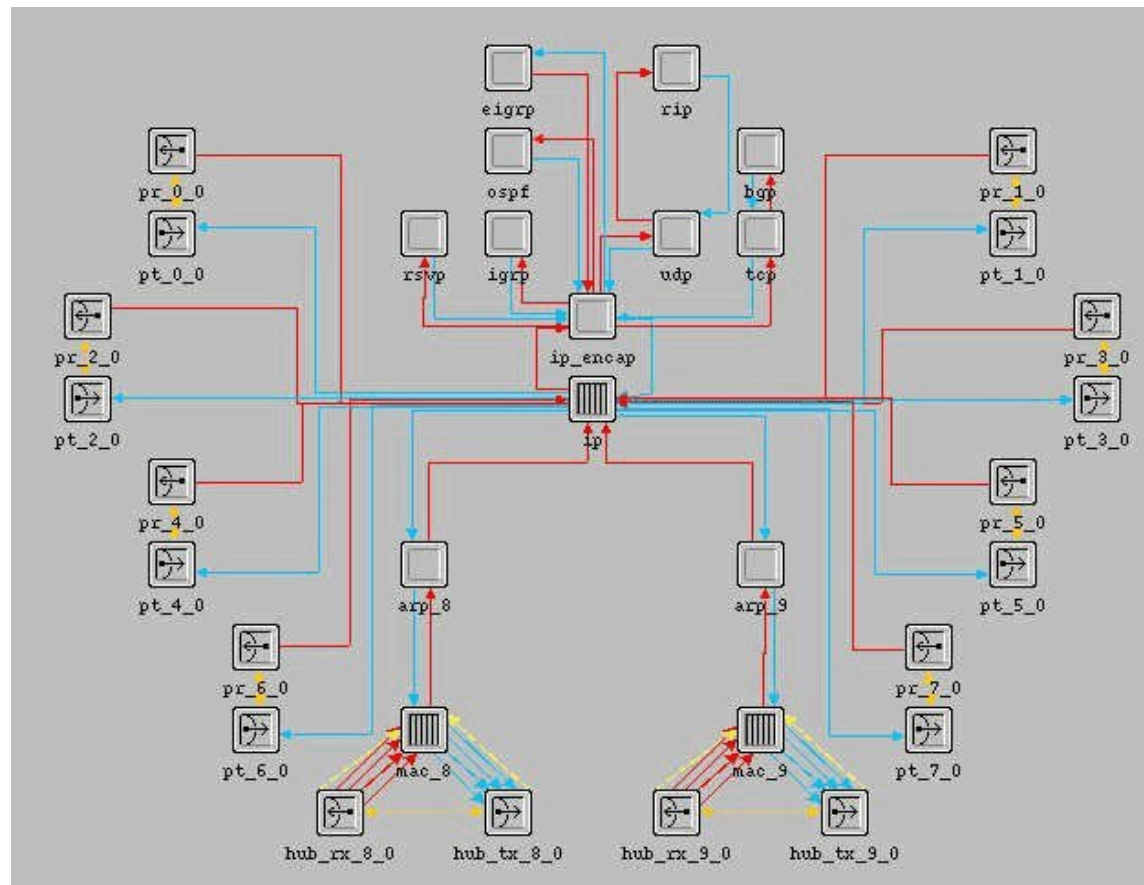 eigrp
rip
pr_0_0
ospf
bgp
pr_1_0
pt_0_0
rsvp
igrp
udp
tcp
pt_1_0
pr_2_0
ip_encap
pr_3_0
pt_2_0
ip
pt_3_0
pr_4_0
pr_5_0
pt_4_0
arp_8
arp_9
pt_5_0
pr_6_0
pr_7_0
pt_6_0
mac_8
mac_9
pt_7_0
hub_rx_8_0
hub_tx_8_0
hub_rx_9_0
hub_tx_9_0